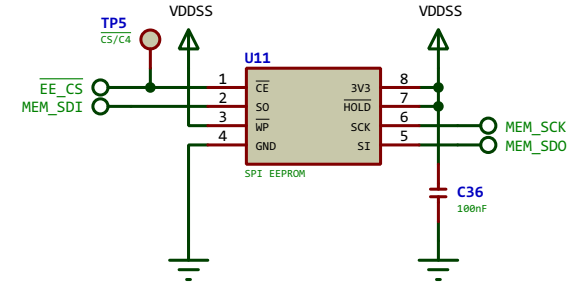 VDDSS
VDDSS
TP5
CS/C4
U11
EE_CS
MEM_SDI
1
2
3
4
CE
SO
WP
GND
3V3
HOLD
SCK
SI
8
7
6
5
MEM_SCK
MEM_SDO
SPI EEPROM
C36
100nF